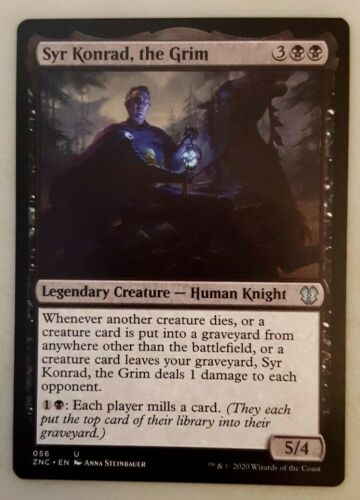 Syr Konrad, the Grim 3
Legendary Creature — Human Knight
Whenever another creature dies, or a
creature card is put into a graveyard from
anywhere other than the battlefield, or a
creature card leaves your graveyard, Syr
Konrad, the Grim deals 1 damage to each
opponent.
1 : Each player mills a card. (They each
put the top card of their library into their
graveyard.)
5/4
056 U
ZNC • EN Anna Steinbauer ™ & © 2020 Wizards of the Coast